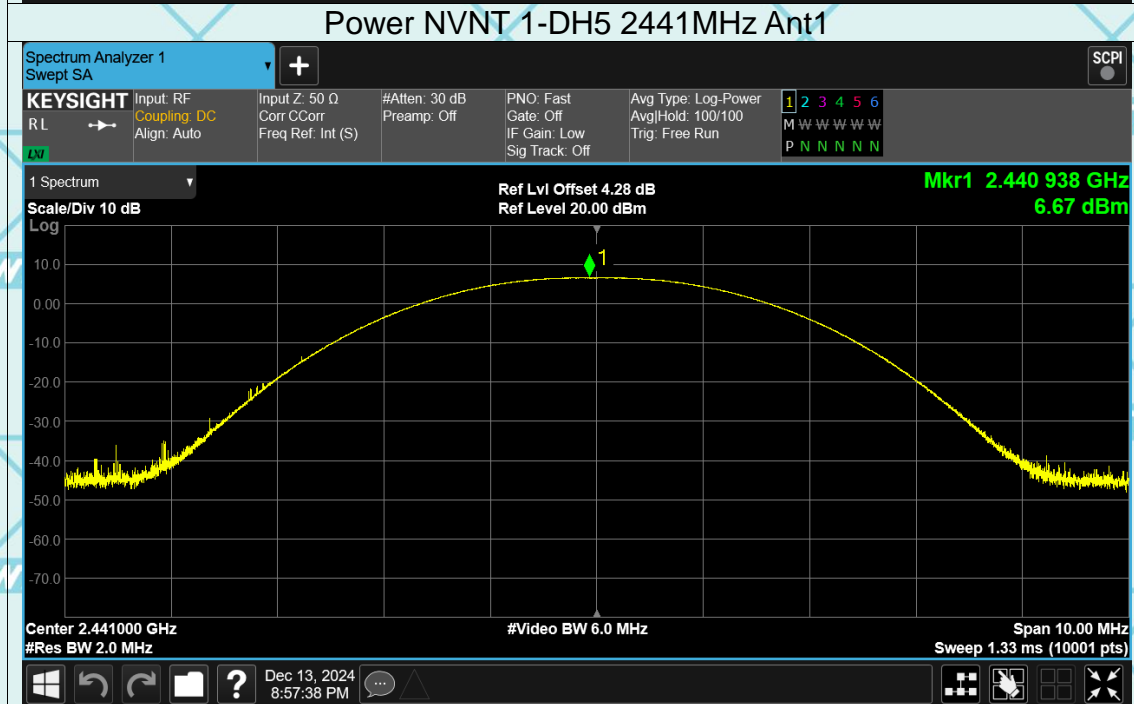 Power NVNT 1-DH5 2441MHz Ant1
Spectrum Analyzer 1
Swept SA
+
SCPI
KEYSIGHT
RL
LXI
Input: RF
Coupling: DC
Align: Auto
Input Z: 50 Ω
Corr CCorr
Freq Ref: Int (S)
#Atten: 30 dB
Preamp: Off
PNO: Fast
Gate: Off
IF Gain: Low
Sig Track: Off
Avg Type: Log-Power
Avg|Hold: 100/100
Trig: Free Run
1 2 3 4 5 6
M W W W W W
P N N N N N
1 Spectrum
Scale/Div 10 dB
Log
Ref Lvl Offset 4.28 dB
Ref Level 20.00 dBm
Mkr1 2.440 938 GHz
6.67 dBm
1
10.0
0.00
-10.0
-20.0
-30.0
-40.0
-50.0
-60.0
-70.0
Center 2.441000 GHz
#Res BW 2.0 MHz
#Video BW 6.0 MHz
Span 10.00 MHz
Sweep 1.33 ms (10001 pts)
?
Dec 13, 2024
8:57:38 PM